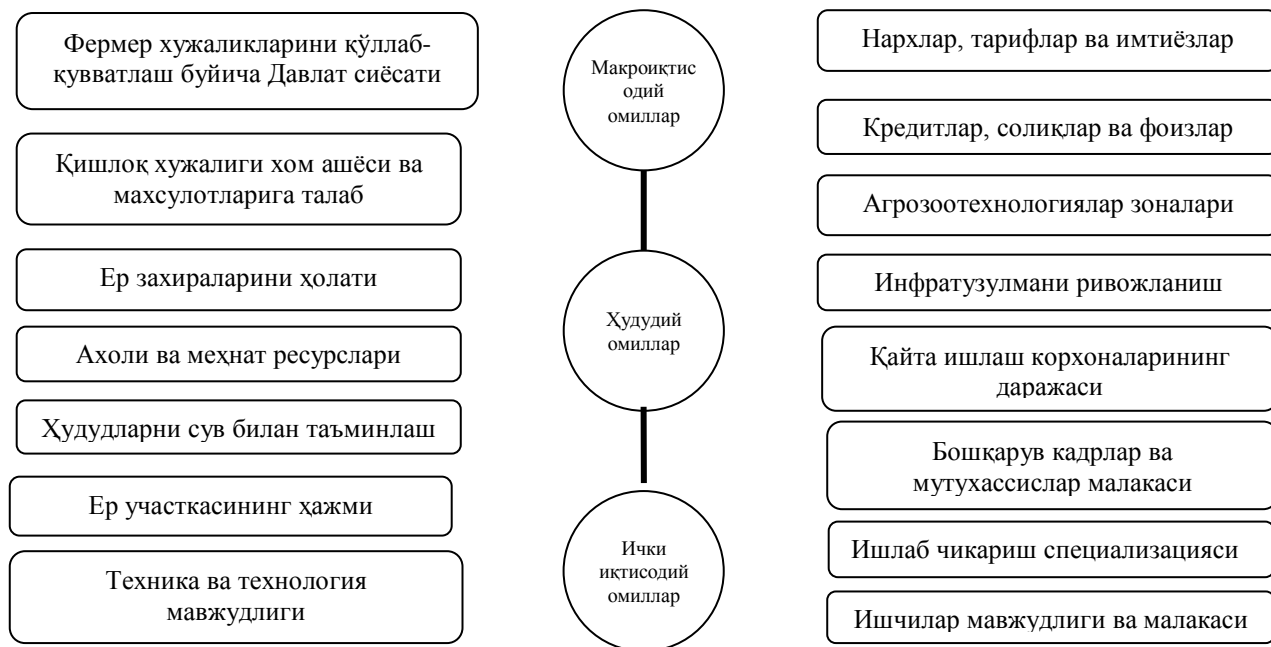 Фермер хужаликларини қўллаб-
қувватлаш буйича Давлат сиёсати
Қишлоқ хужалиги хом ашёси ва
махсулотларига талаб
Ер захираларини ҳолати
Ахоли ва меҳнат ресурслари
Ҳудудларни сув билан таъминлаш
Ер участкасининг ҳажми
Техника ва технология
мавжудлиги
Макроиқтис
одий
омиллар
Ҳудудий
омиллар
Ички
иқтисодий
омиллар
Нархлар, тарифлар ва имтиёзлар
Кредитлар, солиқлар ва фоизлар
Агрозоотехнологиялар зоналари
Инфратузулмани ривожланиш
Қайта ишлаш корхоналарининг
даражаси
Бошқарув кадрлар ва
мутухассислар малакаси
Ишлаб чикариш специализацияси
Ишчилар мавжудлиги ва малакаси